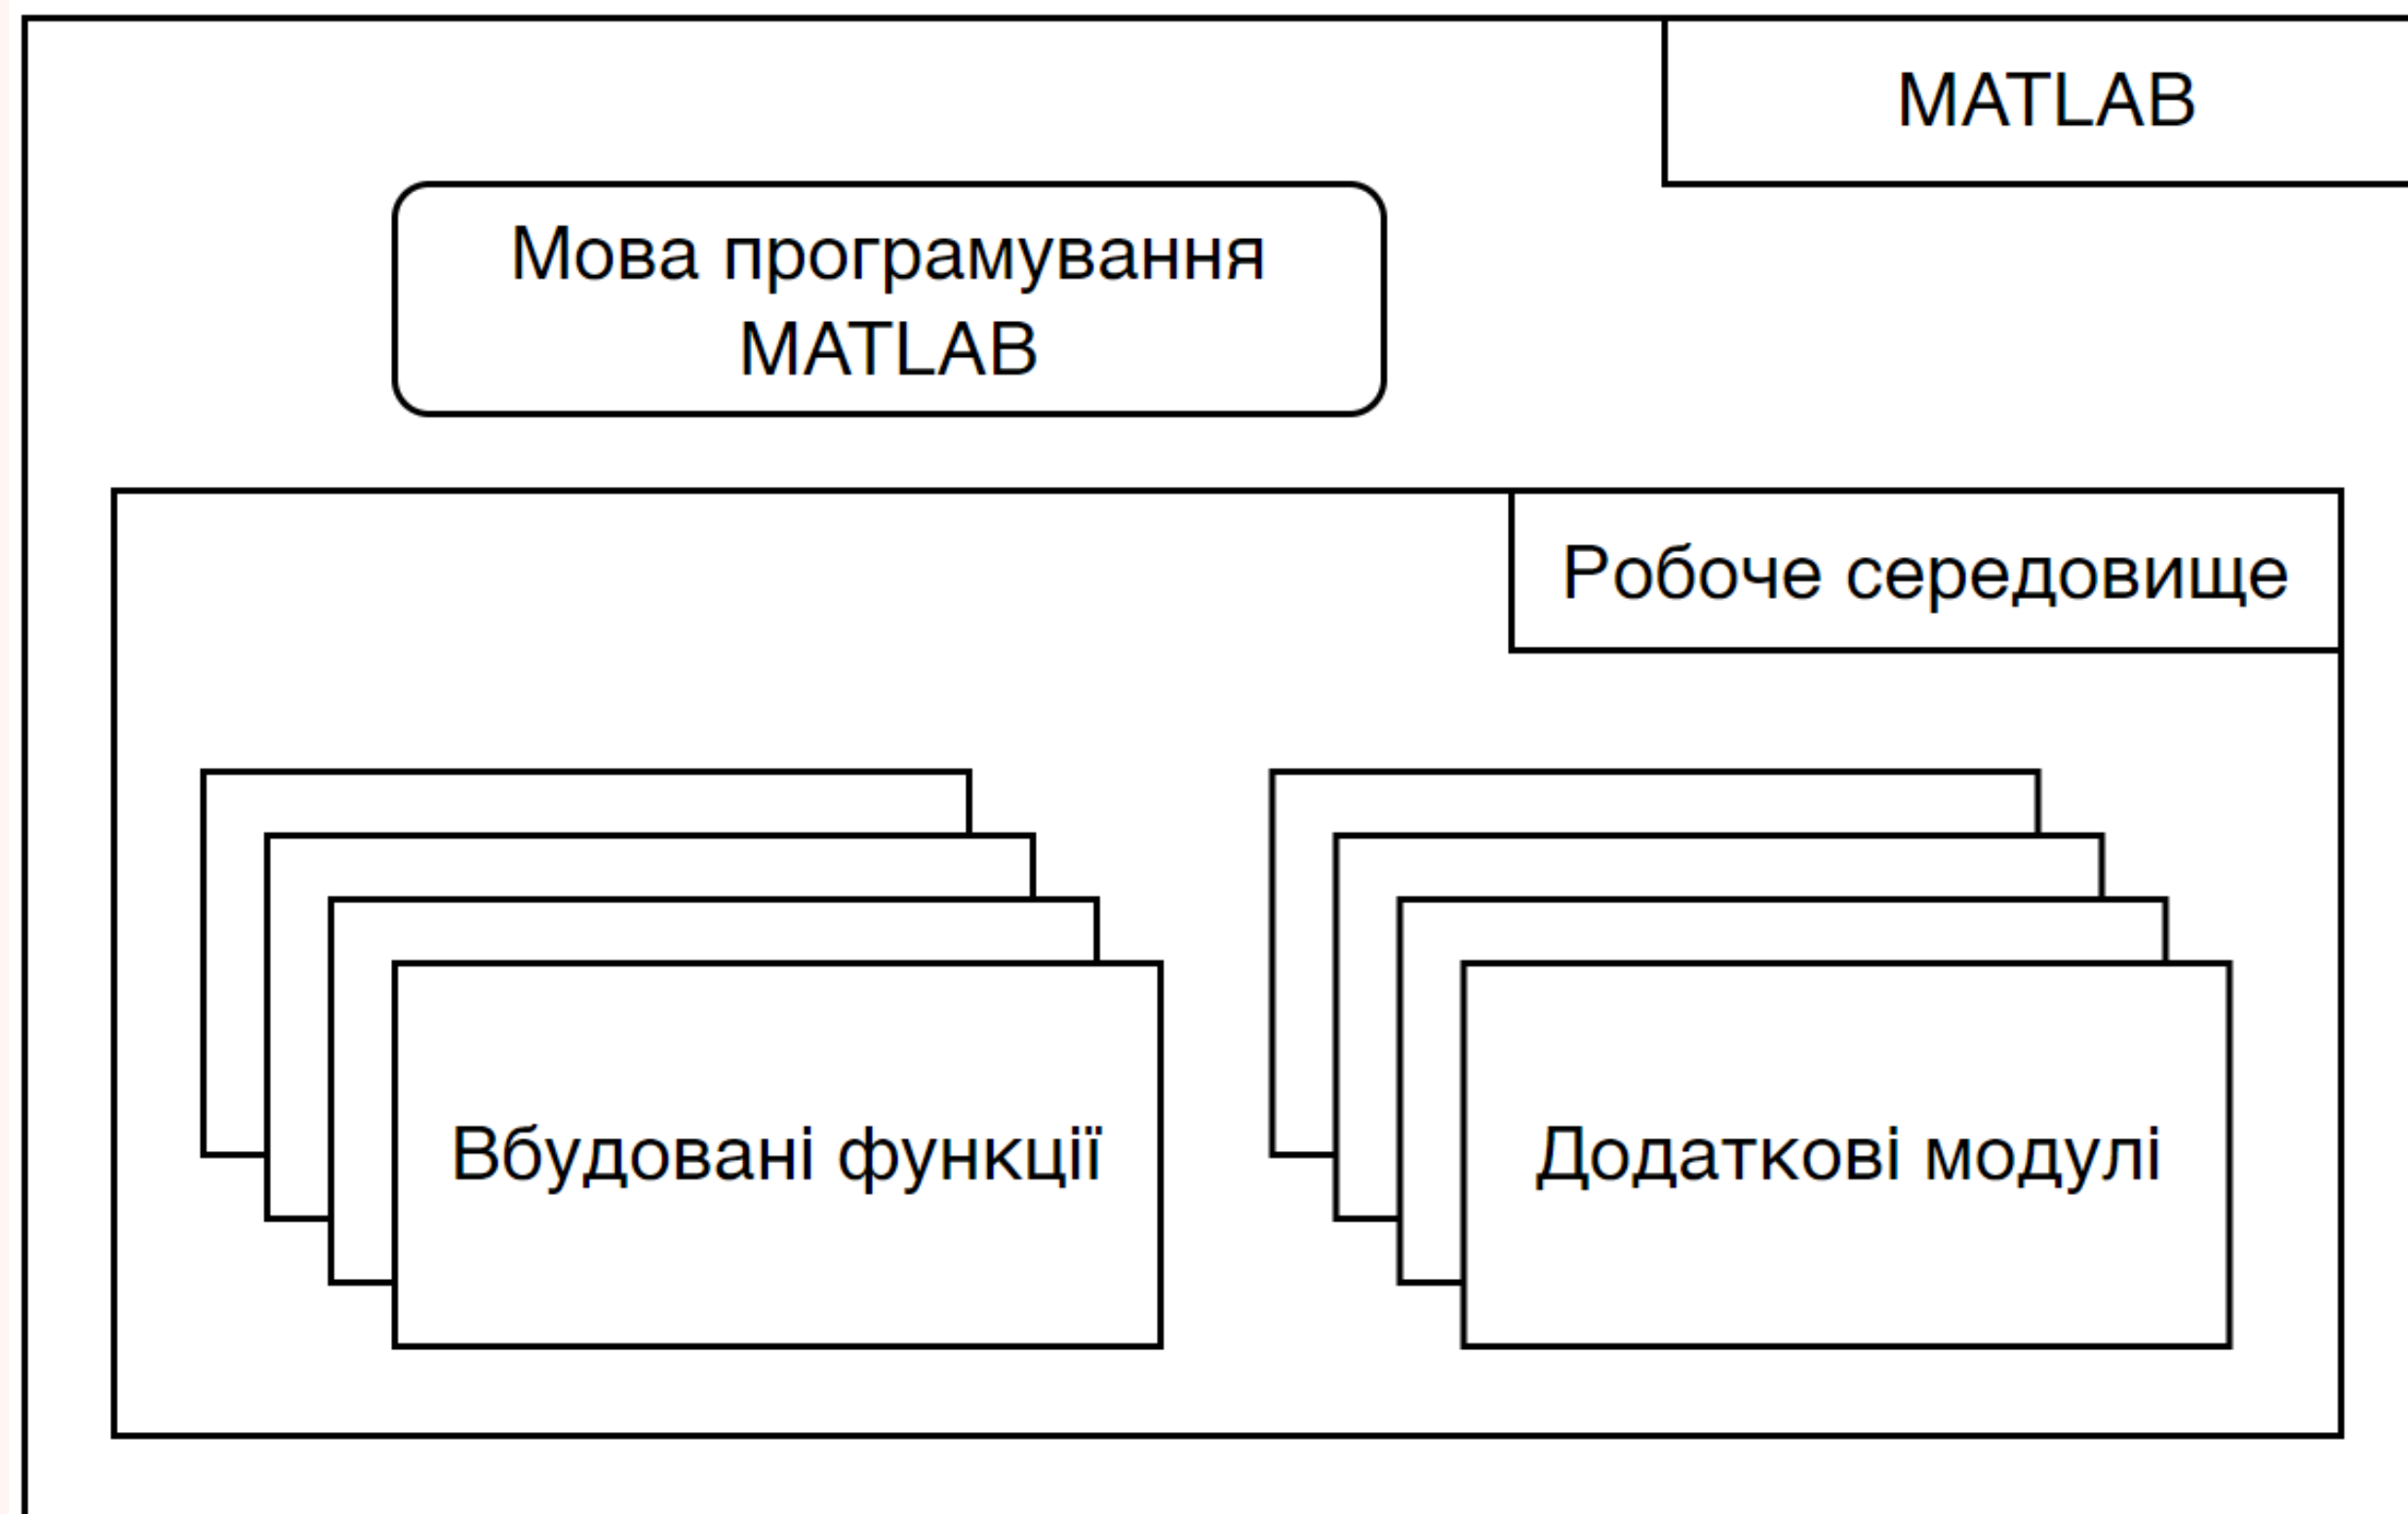 MATLAB
Мова програмування
MATLAB
Робоче середовище
Вбудовані функції
Додаткові модулі